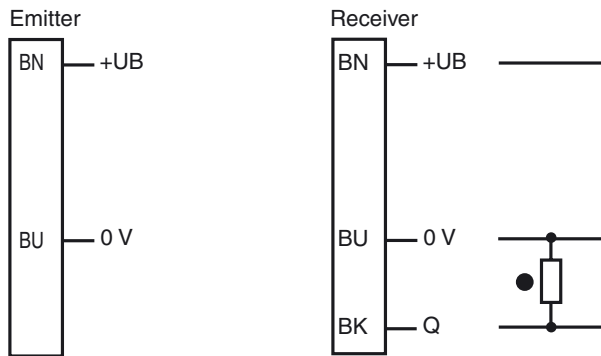 Emitter
BN +UB
BU 0 V
Receiver
BN +UB
BU 0 V
BK Q